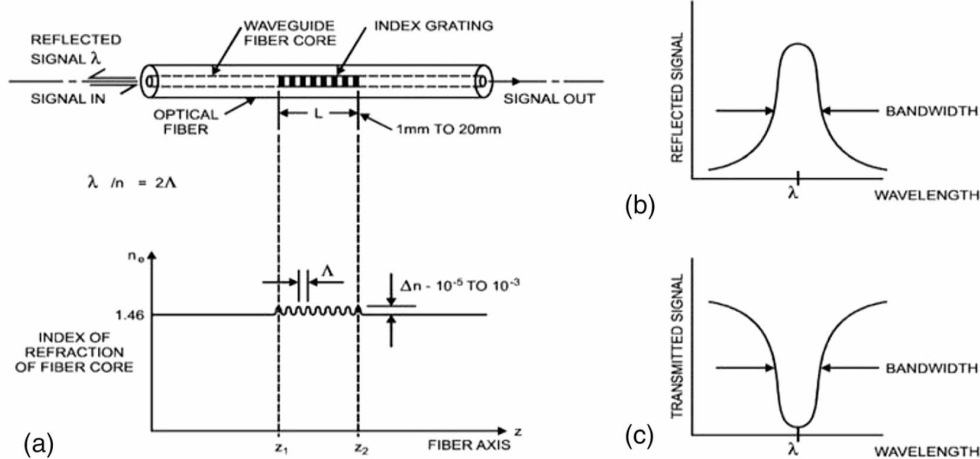 WAVEGUIDE
FIBER CORE
INDEX GRATING
REFLECTED
SIGNAL λ
SIGNAL IN
SIGNAL OUT
OPTICAL
FIBER
L
1mm TO 20mm
λ /n = 2Λ
nₒ
Λ
Δn - 10⁻⁵ TO 10⁻³
1.46
INDEX OF
REFRACTION
OF FIBER CORE
z₁
z₂
FIBER AXIS
z
(a)
REFLECTED SIGNAL
BANDWIDTH
λ
WAVELENGTH
(b)
TRANSMITTED SIGNAL
BANDWIDTH
λ
WAVELENGTH
(c)